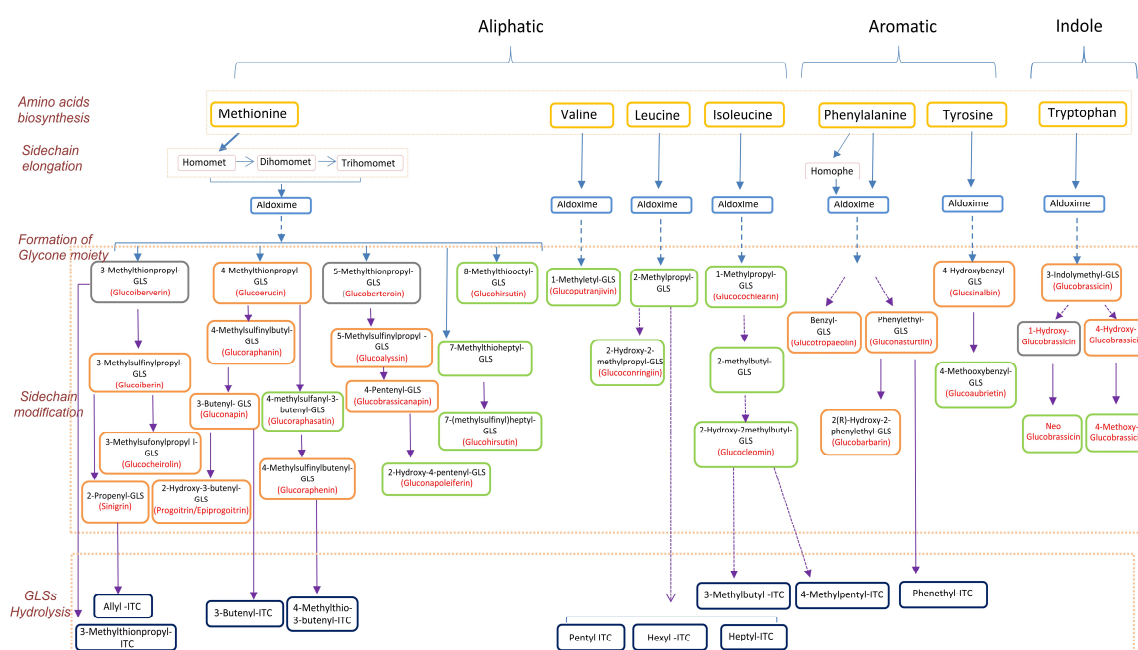 Aliphatic
Aromatic
Indole
Amino acids
biosynthesis
Methionine
Valine
Leucine
Isoleucine
Phenylalanine
Tyrosine
Tryptophan
Sidechain
elongation
Homomet
Dihomomet
Trihomomet
Homophe
Aldoxime
Aldoxime
Aldoxime
Aldoxime
Aldoxime
Aldoxime
Aldoxime
Formation of
Glycone moiety
3-Methylthionpropyl-
GLS
(Glucoiberverin)
4-Methylthionpropyl
GLS
(Glucoerucin)
5-Methylthionpropyl-
GLS
(Glucoberteroin)
8-Methylthiooctyl-
GLS
(Glucohirsutin)
1-Methyletyl-GLS
(Glucoputranjivin)
2-Methylpropyl-
GLS
1-Methylpropyl-
GLS
(Glucocochlearin)
4-Hydroxybenzyl
GLS
(Glusinalbin)
3-Indolymethyl-GLS
(Glucobrassicin)
4-Methylsulfinylbutyl-
GLS
(Glucoraphanin)
5-Methylsulfinylpropyl -
GLS
(Glucoalyssin)
7-Methylthioheptyl-
GLS
2-Hydroxy-2-
methylpropyl-GLS
(Glucoconringiin)
2-methylbutyl-
GLS
Benzyl-
GLS
(Glucotropaeolin)
Phenylethyl-
GLS
(Gluconasturtiin)
1-Hydroxy-
Glucobrassicin
4-Hydroxy-
Glucobrassici
Sidechain
modification
3-Methylsulfinylpropyl
GLS
(Glucoiberin)
3-Butenyl- GLS
(Gluconapin)
4-methylsulfanyl-3-
butenyl-GLS
(Glucoraphasatin)
4-Pentenyl-GLS
(Glucobrassicanapin)
7-(methylsulfinyl)heptyl-
GLS
(Glucohirsutin)
4-Methooxybenzyl-
GLS
(Glucoaubrietin)
3-Methylsufonylpropyl l-
GLS
(Glucocheirolin)
4-Methylsulfinylbutenyl-
GLS
(Glucoraphenin)
2-Hydroxy-4-pentenyl-GLS
(Gluconapoleiferin)
2-Hydroxy-2methylbutyl-
GLS
(Glucocleomin)
2(R)-Hydroxy-2-
phenylethyl-GLS
(Glucobarbarin)
Neo
Glucobrassicin
4-Methoxy-
Glucobrassic
2-Propenyl-GLS
(Sinigrin)
2-Hydroxy-3-butenyl-
GLS
(Progoitrin/Epiprogoitrin)
GLSs
Hydrolysis
Allyl -ITC
3-Methylthionpropyl-
ITC
3-Butenyl-ITC
4-Methylthio-
3-butenyl-ITC
3-Methylbutyl -ITC
4-Methylpentyl-ITC
Phenethyl ITC
Pentyl ITC
Hexyl -ITC
Heptyl-ITC